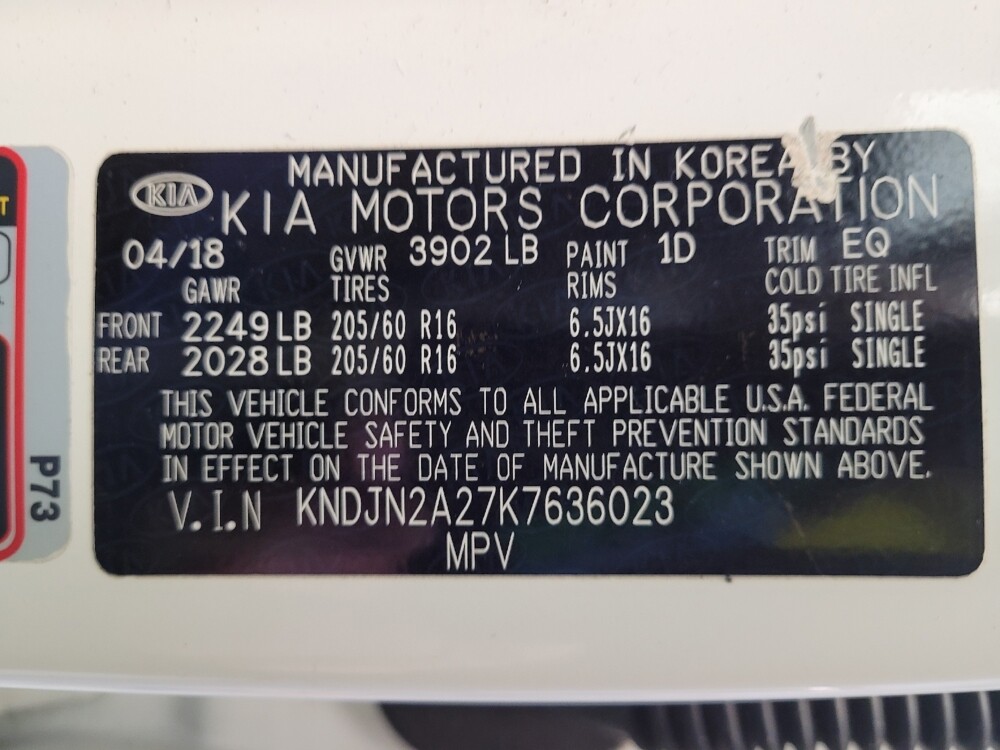 MANUFACTURED IN KOREA BY
KIA KIA MOTORS CORPORATION
04/18 GVWR 3902 LB PAINT 1D TRIM EQ
GAWR TIRES RIMS COLD TIRE INFL
FRONT 2249 LB 205/60 R16 6.5JX16 35psi SINGLE
REAR 2028 LB 205/60 R16 6.5JX16 35psi SINGLE
THIS VEHICLE CONFORMS TO ALL APPLICABLE U.S.A. FEDERAL
MOTOR VEHICLE SAFETY AND THEFT PREVENTION STANDARDS
IN EFFECT ON THE DATE OF MANUFACTURE SHOWN ABOVE.
V.I.N KNDJN2A27K7636023
MPV
P73